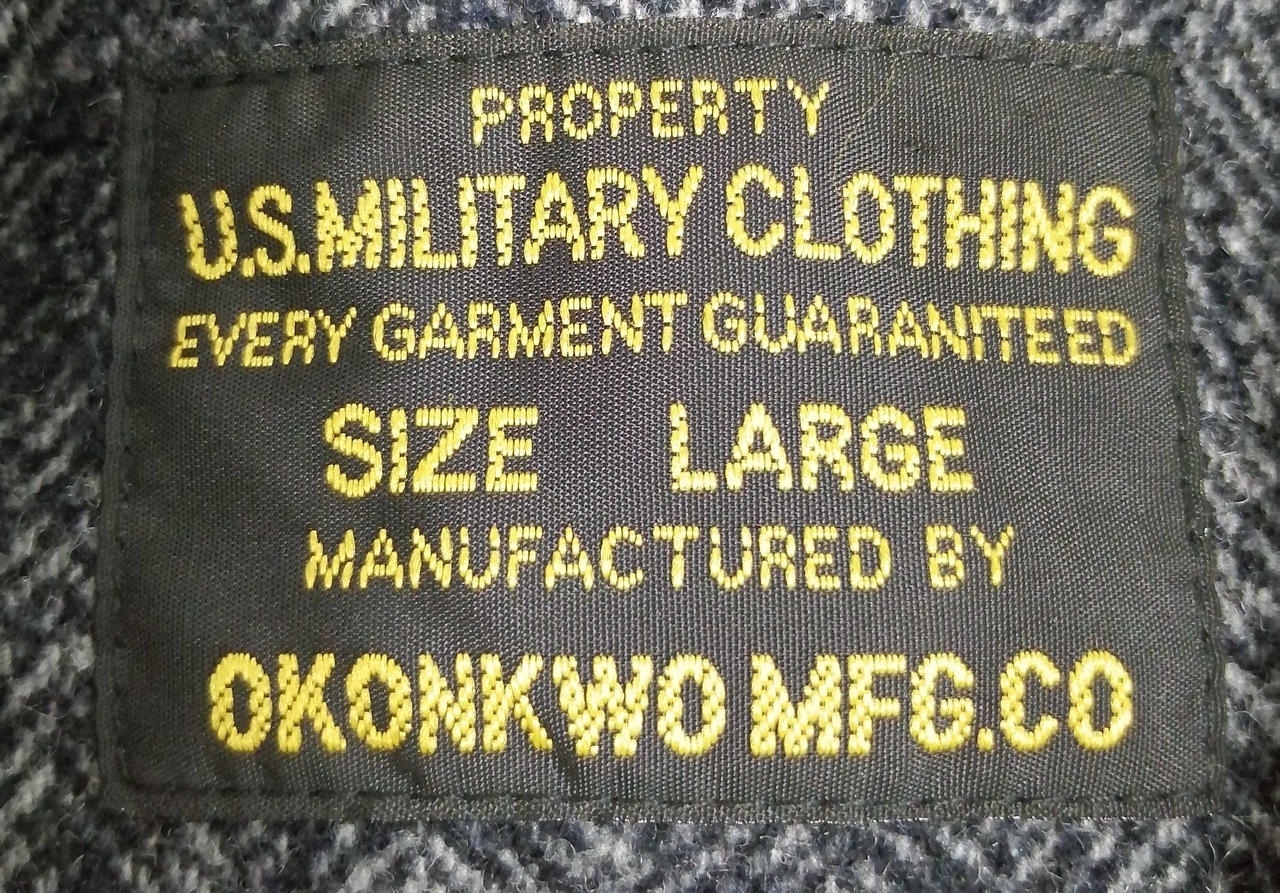 PROPERTY
U.S.MILITARY CLOTHING
EVERY GARMENT GUARANITEED
SIZE LARGE
MANUFACTURED BY
OKONKWO MFG.CO